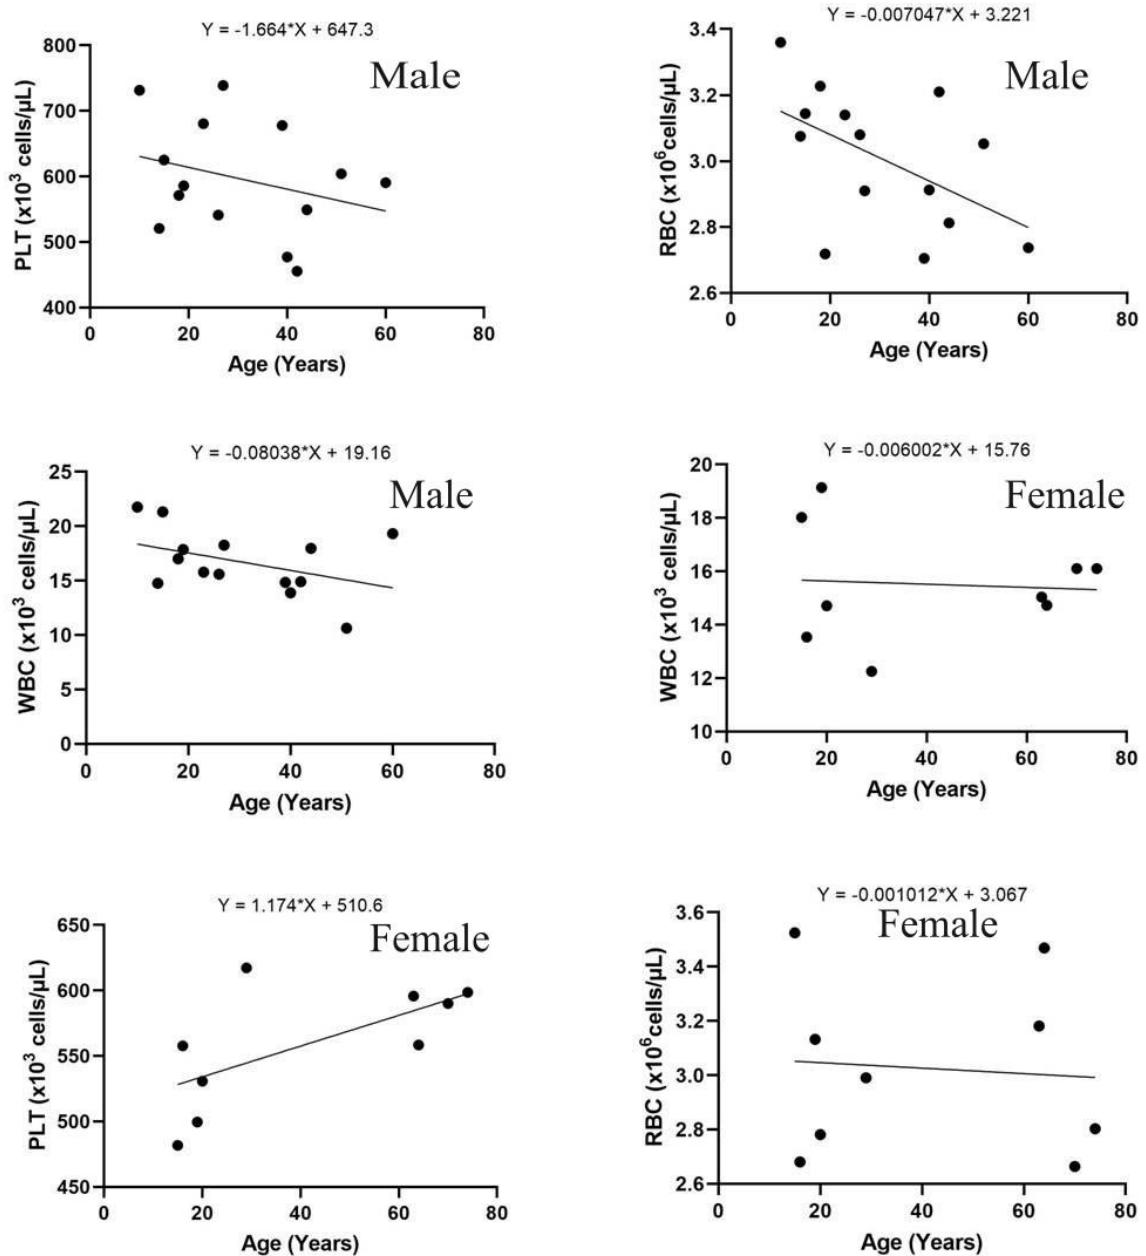 Y = -1.664*X + 647.3
Male
PLT (x10³ cells/µL)
800
700
600
500
400
0 20 40 60 80
Age (Years)
Y = -0.007047*X + 3.221
Male
RBC (x10⁶cells/µL)
3.4
3.2
3.0
2.8
2.6
0 20 40 60 80
Age (Years)
Y = -0.08038*X + 19.16
Male
WBC (x10³ cells/µL)
25
20
15
10
5
0
0 20 40 60 80
Age (Years)
Y = -0.006002*X + 15.76
Female
WBC (x10³ cells/µL)
20
18
16
14
12
10
0 20 40 60 80
Age (Years)
Y = 1.174*X + 510.6
Female
PLT (x10³ cells/µL)
650
600
550
500
450
0 20 40 60 80
Age (Years)
Y = -0.001012*X + 3.067
Female
RBC (x10⁶cells/µL)
3.6
3.4
3.2
3.0
2.8
2.6
0 20 40 60 80
Age (Years)